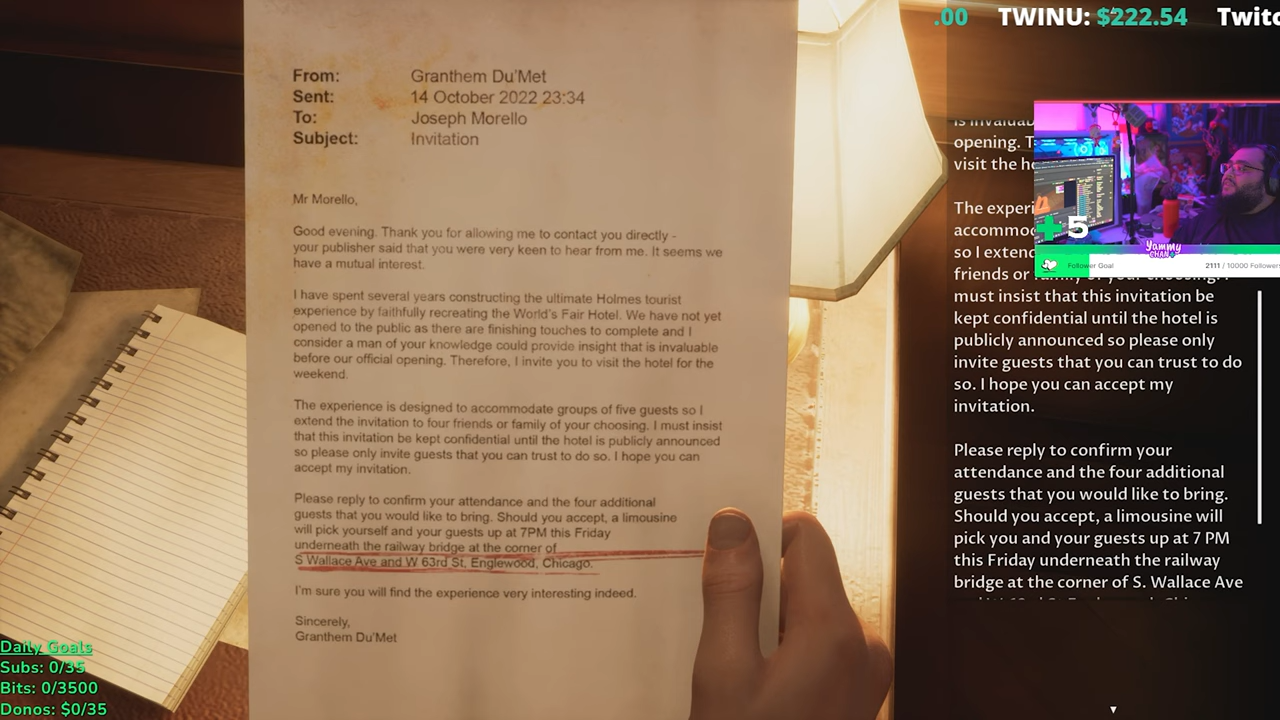 .00 TWINU: $222.54 Twitc
From: Granthem Du'Met
Sent: 14 October 2022 23:34
To: Joseph Morello
Subject: Invitation
Mr Morello,
Good evening. Thank you for allowing me to contact you directly -
your publisher said that you were very keen to hear from me. It seems we
have a mutual interest.
I have spent several years constructing the ultimate Holmes tourist
experience by faithfully recreating the World's Fair Hotel. We have not yet
opened to the public as there are finishing touches to complete and I
consider a man of your knowledge could provide insight that is invaluable
before our official opening. Therefore, I invite you to visit the hotel for the
weekend.
The experience is designed to accommodate groups of five guests so I
extend the invitation to four friends or family of your choosing. I must insist
that this invitation be kept confidential until the hotel is publicly announced
so please only invite guests that you can trust to do so. I hope you can
accept my invitation.
Please reply to confirm your attendance and the four additional
guests that you would like to bring. Should you accept, a limousine
will pick yourself and your guests up at 7PM this Friday
underneath the railway bridge at the corner of
S Wallace Ave and W 63rd St, Englewood, Chicago.
I'm sure you will find the experience very interesting indeed.
Sincerely,
Granthem Du'Met
is invaluab
opening. T
visit the ho
The experi
accommo
so I extend
friends or family of your choosing. I
must insist that this invitation be
kept confidential until the hotel is
publicly announced so please only
invite guests that you can trust to do
so. I hope you can accept my
invitation.
Please reply to confirm your
attendance and the four additional
guests that you would like to bring.
Should you accept, a limousine will
pick you and your guests up at 7 PM
this Friday underneath the railway
bridge at the corner of S. Wallace Ave
5
Yammy
Follower Goal 2111 / 10000 Followers
Daily Goals
Subs: 0/35
Bits: 0/3500
Donos: $0/35